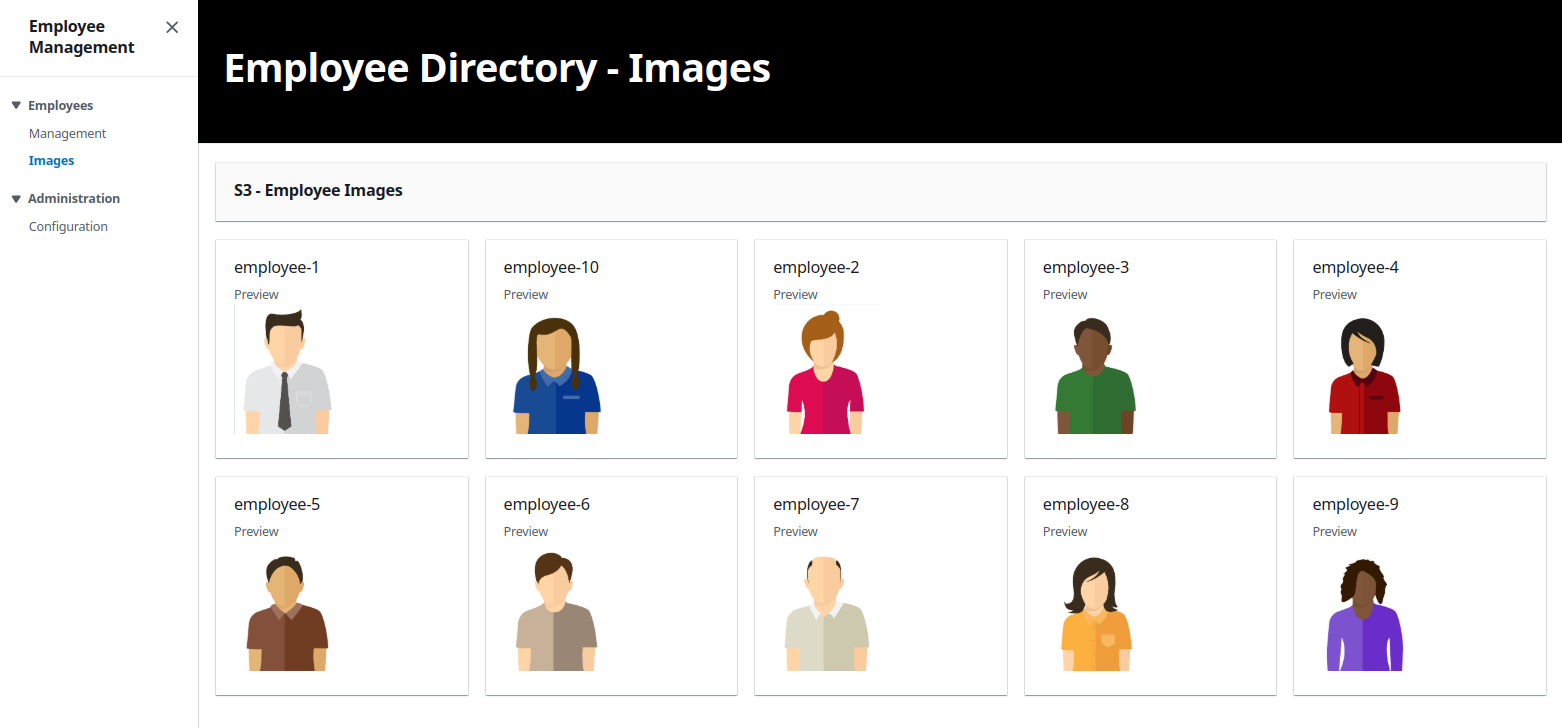 Employee
Management
Employees
Management
Images
Administration
Configuration
Employee Directory - Images
S3 - Employee Images
employee-1
Preview
employee-10
Preview
employee-2
Preview
employee-3
Preview
employee-4
Preview
employee-5
Preview
employee-6
Preview
employee-7
Preview
employee-8
Preview
employee-9
Preview